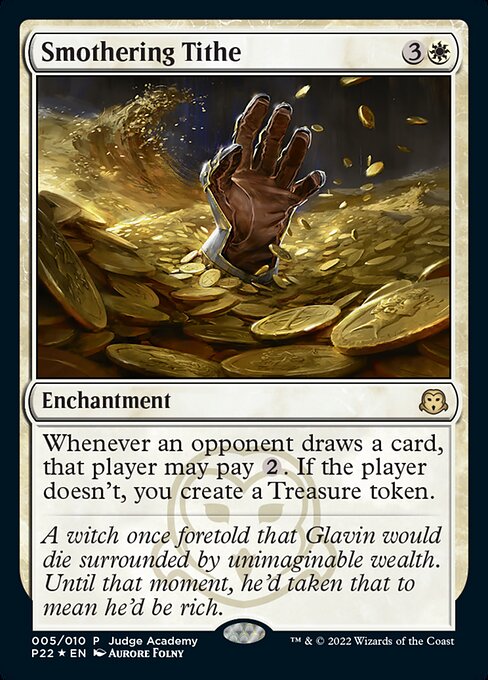 Smothering Tithe 3
Enchantment
Whenever an opponent draws a card,
that player may pay 2. If the player
doesn't, you create a Treasure token.
A witch once foretold that Glavin would
die surrounded by unimaginable wealth.
Until that moment, he'd taken that to
mean he'd be rich.
005/010 P Judge Academy
P22 ★ EN Aurore Folny
™ & © 2022 Wizards of the Coast